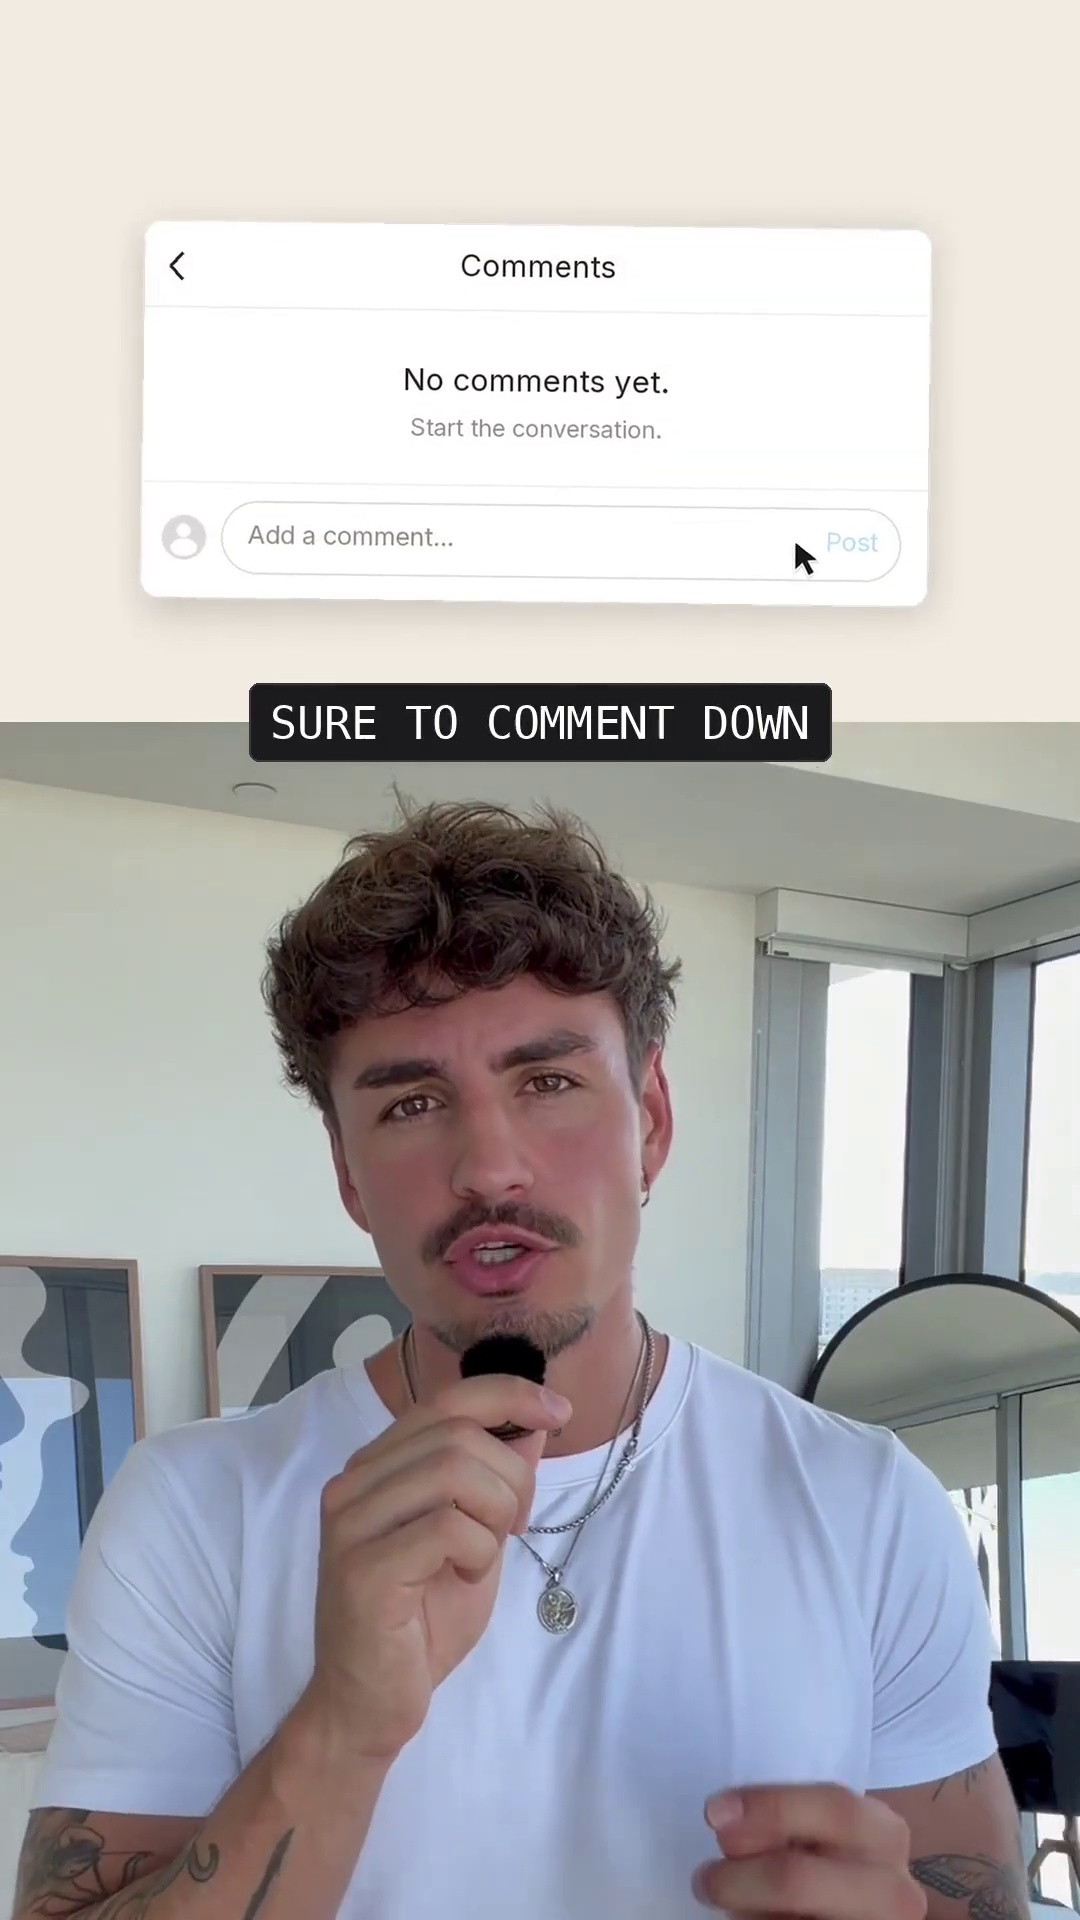 Comments
No comments yet.
Start the conversation.
Add a comment...
Post
SURE TO COMMENT DOWN